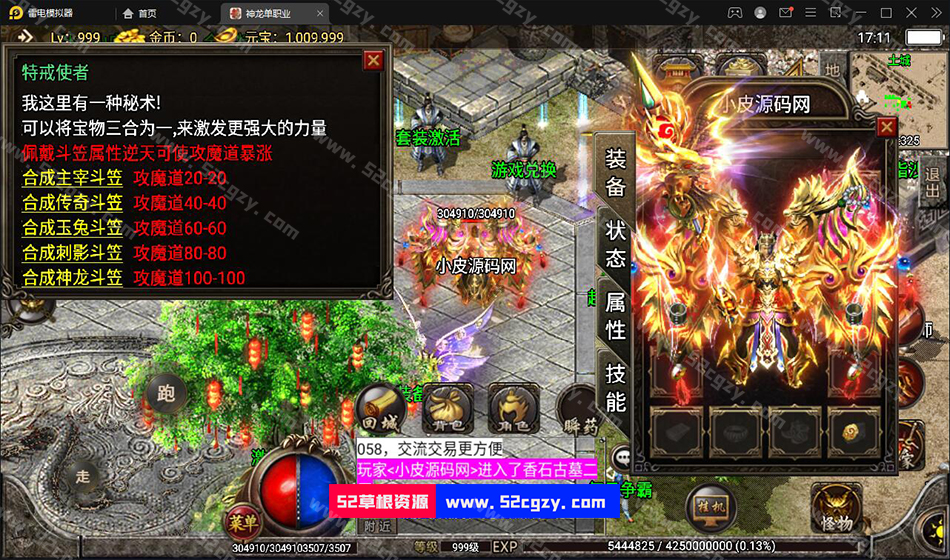 雷电模拟器
首页
神龙单职业
Lv: 999 金币: 0 元宝: 1,009,999
17:11
土城
特戒使者
我这里有一种秘术!
可以将宝物三合为一,来激发更强大的力量
佩戴斗笠属性逆天可使攻魔道暴涨
合成主宰斗笠 攻魔道20-20
合成传奇斗笠 攻魔道40-40
合成玉兔斗笠 攻魔道60-60
合成刺影斗笠 攻魔道80-80
合成神龙斗笠 攻魔道100-100
套装激活
游戏兑换
304910/304910
小皮源码网
小皮源码网
装备
状态
属性
技能
地
:325
退出
跑
走
回城
背包
角色
瞬药
058，交流交易更方便
玩家<小皮源码网>进入了香石古墓二
52草根资源 www.52cgzy.com
争霸
挂机
怪物
菜单
附近
304910/304910
3507/3507
等级 999级 EXP
5444825 / 4250000000 (0.13%)
www.52cgzy.com